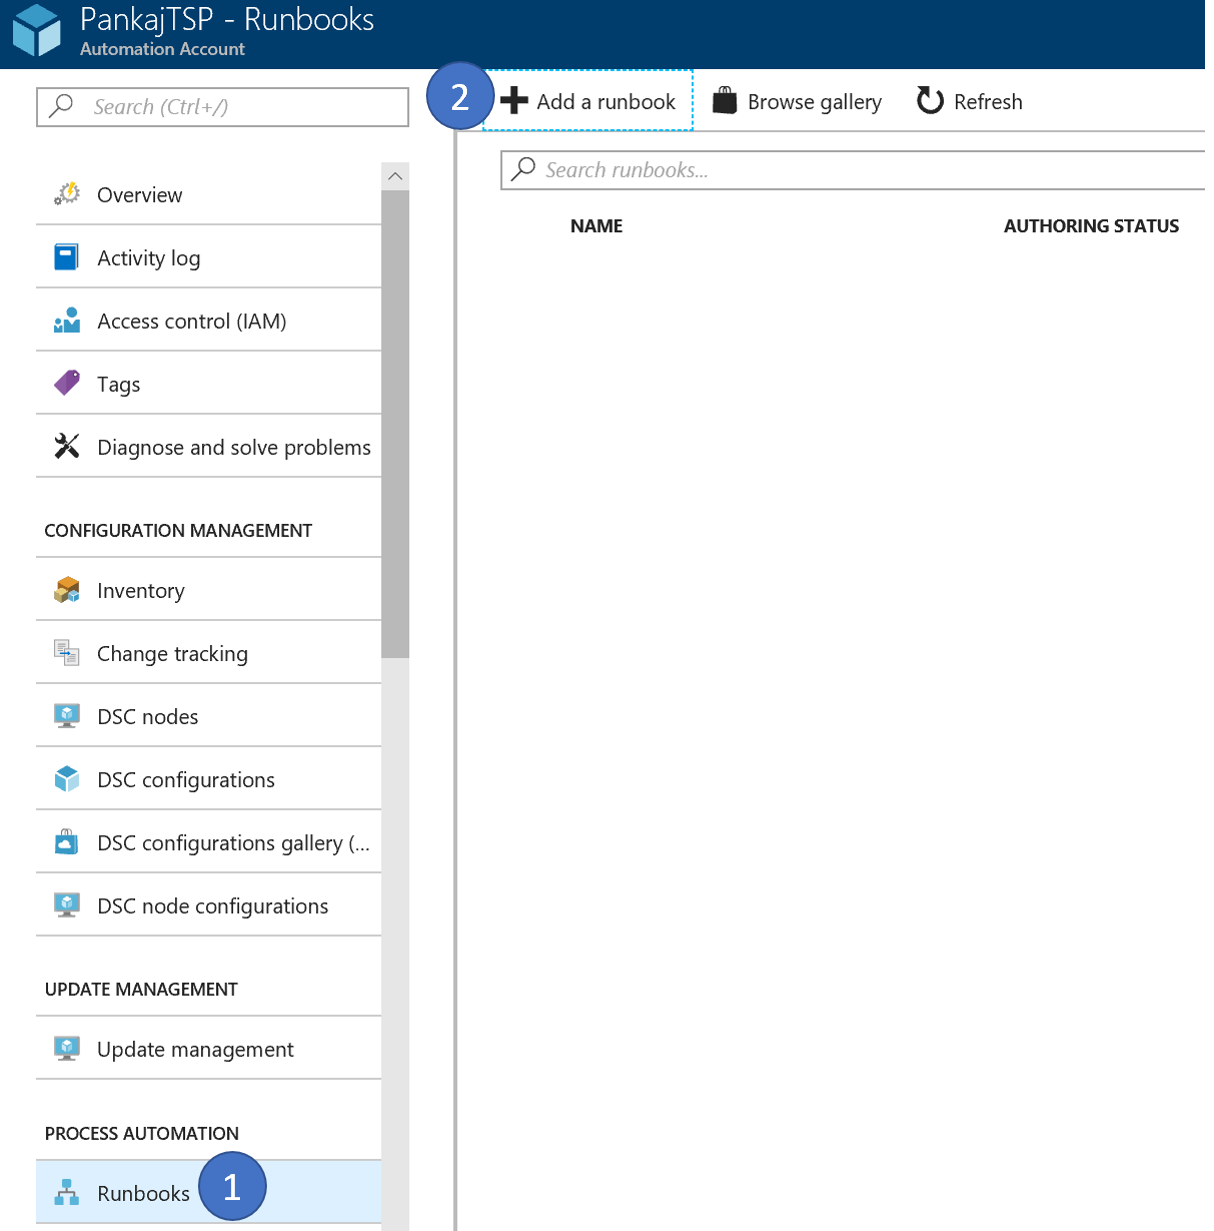 PankajTSP - Runbooks
Automation Account
Search (Ctrl+/)
2
Add a runbook
Browse gallery
Refresh
Search runbooks...
NAME
AUTHORING STATUS
Overview
Activity log
Access control (IAM)
Tags
Diagnose and solve problems
CONFIGURATION MANAGEMENT
Inventory
Change tracking
DSC nodes
DSC configurations
DSC configurations gallery (...
DSC node configurations
UPDATE MANAGEMENT
Update management
PROCESS AUTOMATION
Runbooks
1